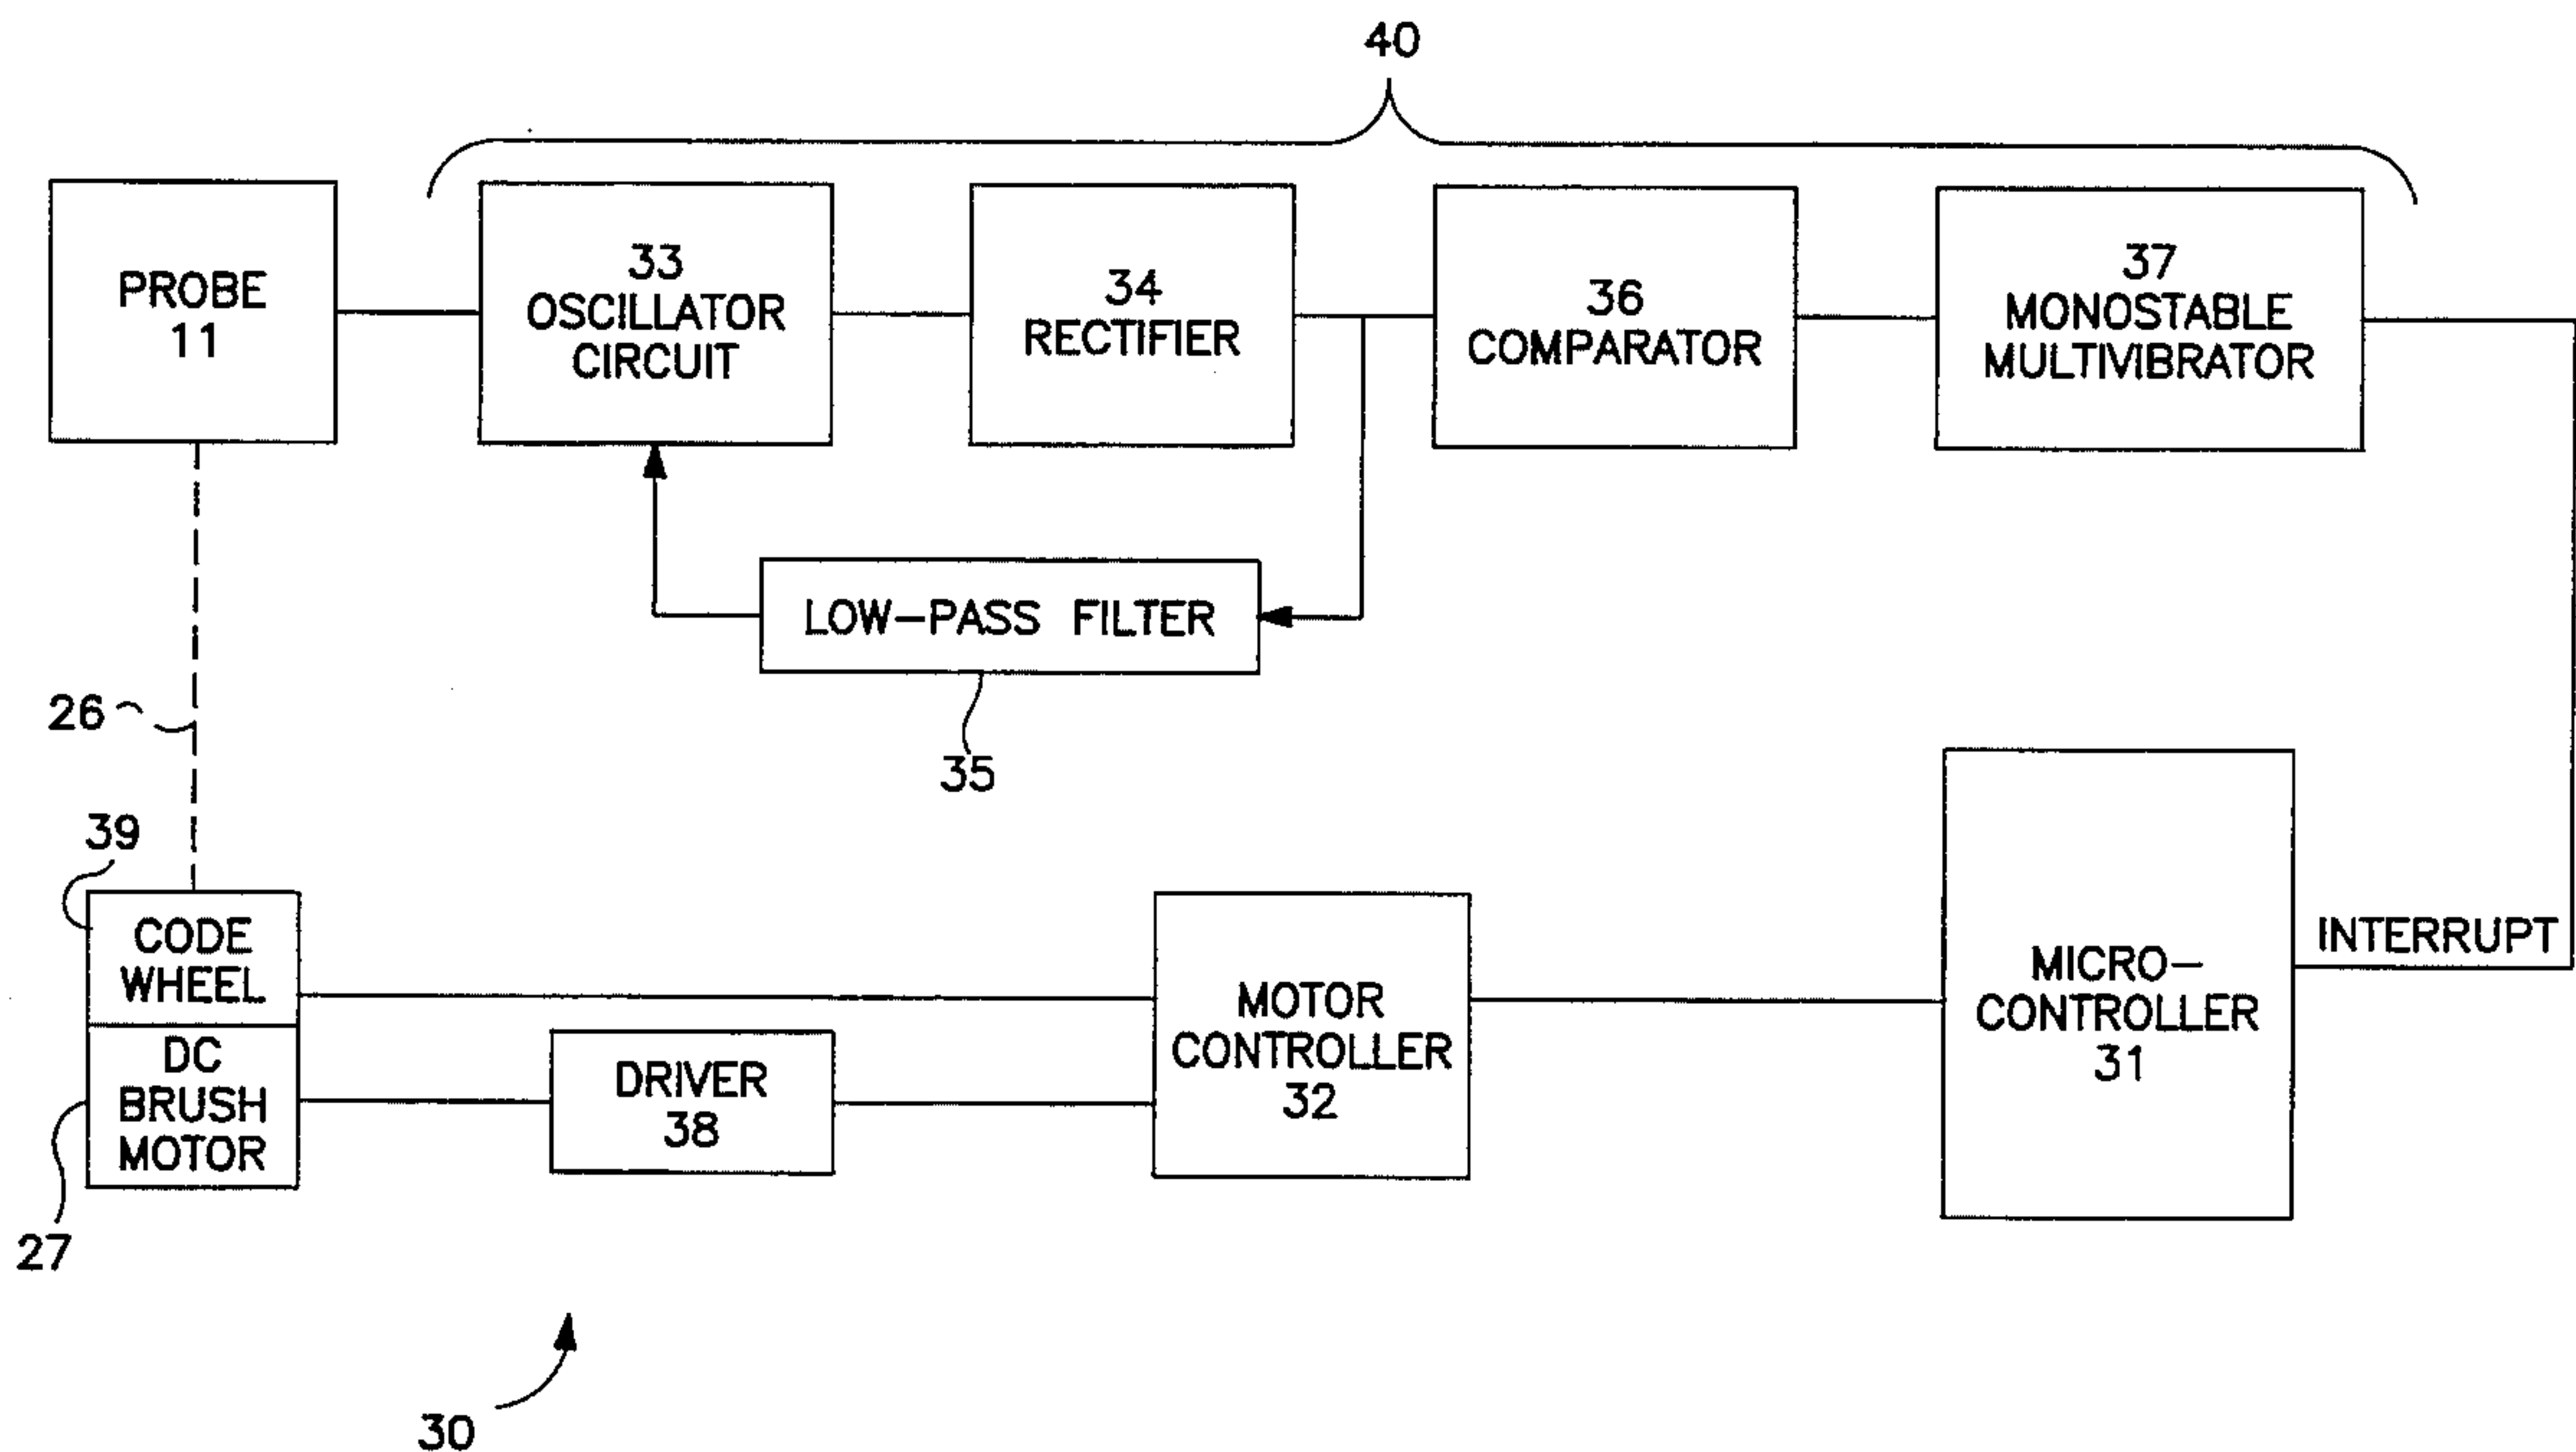 40
PROBE
11
33
OSCILLATOR
CIRCUIT
34
RECTIFIER
36
COMPARATOR
37
MONOSTABLE
MULTIVIBRATOR
LOW-PASS FILTER
35
26
39
CODE
WHEEL
DC
BRUSH
MOTOR
27
DRIVER
38
MOTOR
CONTROLLER
32
MICRO-
CONTROLLER
31
INTERRUPT
30